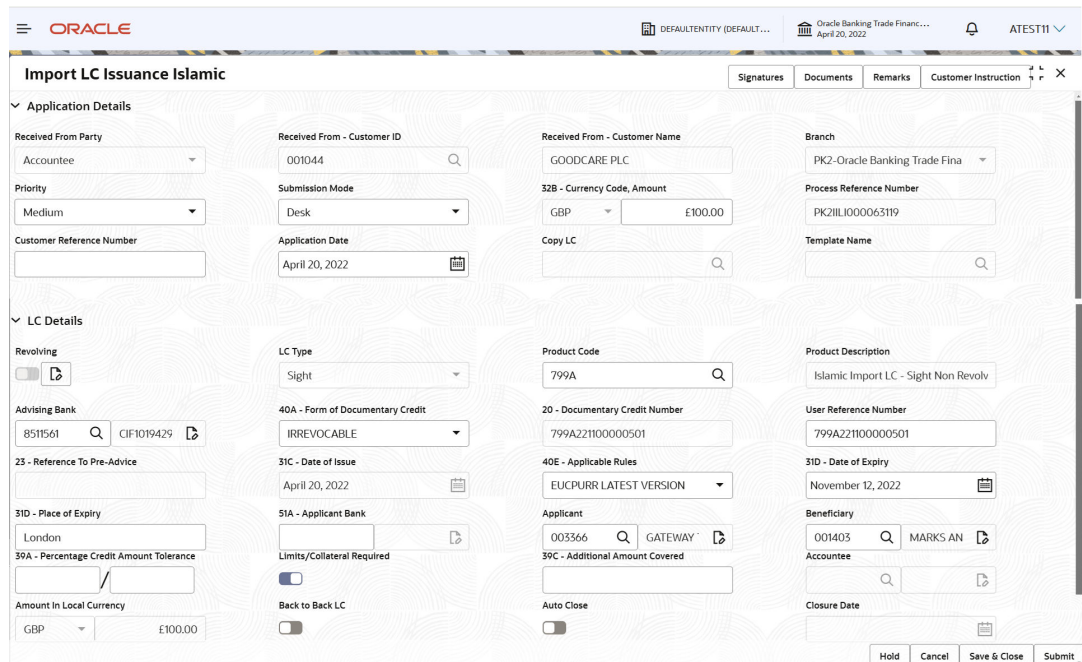 ORACLE
DEFAULTENTITY (DEFAULT...
Oracle Banking Trade Financ...
April 20, 2022
ATEST11
Import LC Issuance Islamic
Signatures
Documents
Remarks
Customer Instruction
Application Details
Received From Party
Received From - Customer ID
Received From - Customer Name
Branch
Accountee
001044
GOODCARE PLC
PK2-Oracle Banking Trade Fina
Priority
Submission Mode
32B - Currency Code, Amount
Process Reference Number
Medium
Desk
GBP
£100.00
PK2IILI000063119
Customer Reference Number
Application Date
Copy LC
Template Name
April 20, 2022
LC Details
Revolving
LC Type
Product Code
Product Description
Sight
799A
Islamic Import LC - Sight Non Revolv
Advising Bank
40A - Form of Documentary Credit
20 - Documentary Credit Number
User Reference Number
8511561
CIF1019429
IRREVOCABLE
799A221100000501
799A221100000501
23 - Reference To Pre-Advice
31C - Date of Issue
40E - Applicable Rules
31D - Date of Expiry
April 20, 2022
EUCPURR LATEST VERSION
November 12, 2022
31D - Place of Expiry
51A - Applicant Bank
Applicant
Beneficiary
London
003366
GATEWAY
001403
MARKS AN
39A - Percentage Credit Amount Tolerance
Limits/Collateral Required
39C - Additional Amount Covered
Accountee
/
Amount In Local Currency
Back to Back LC
Auto Close
Closure Date
GBP
£100.00
Hold
Cancel
Save & Close
Submit